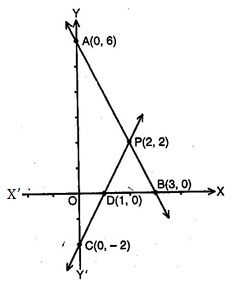 Y
A(0, 6)
P(2, 2)
X' O D(1, 0) B(3, 0) X
C(0, – 2)
Y'